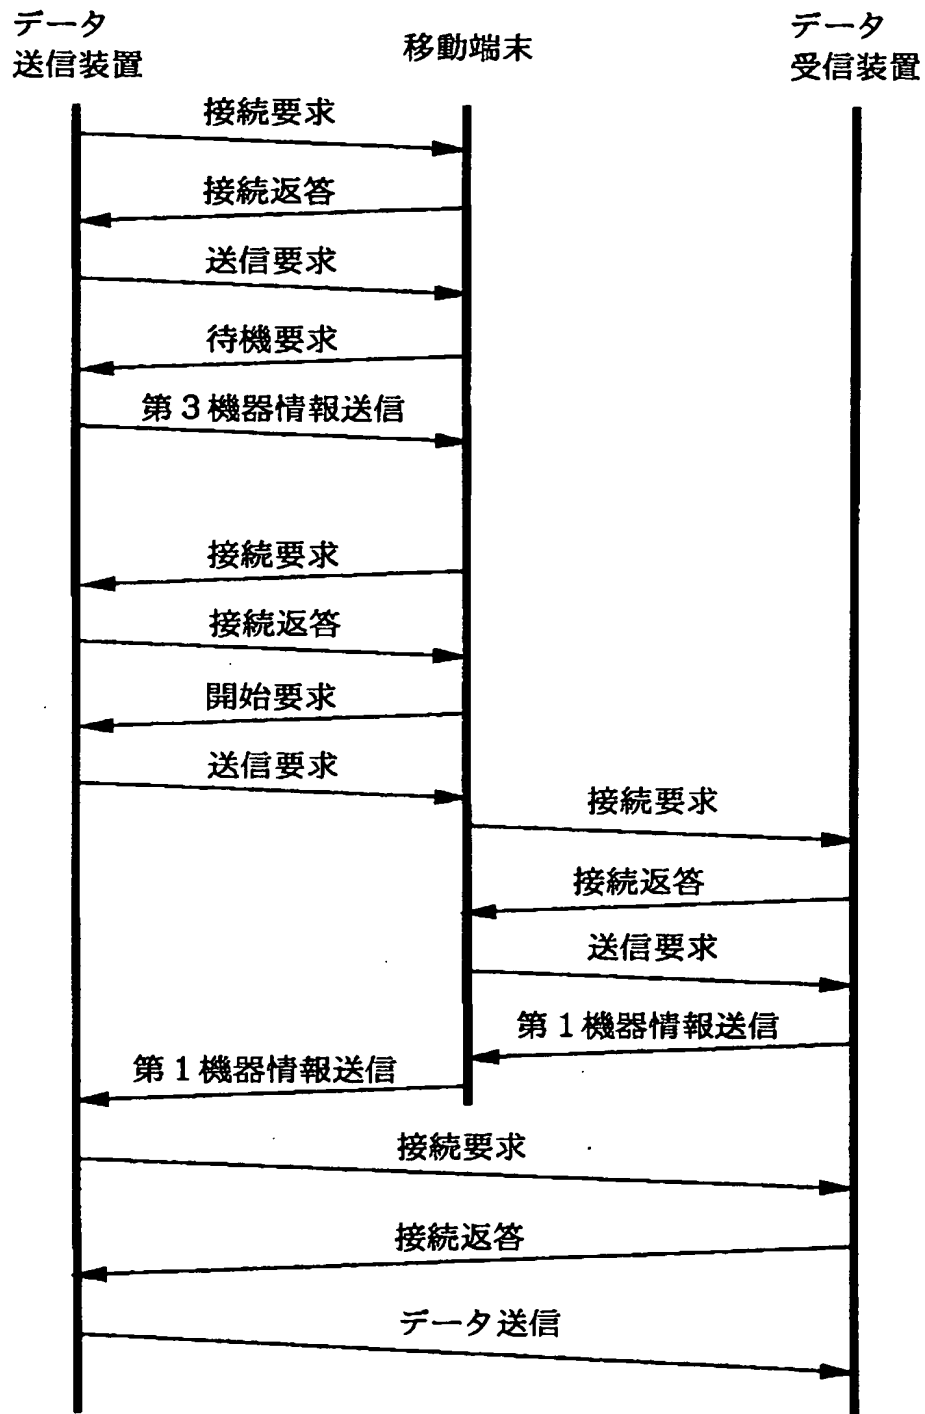 データ
送信装置
移動端末
データ
受信装置
接続要求
接続返答
送信要求
待機要求
第3機器情報送信
接続要求
接続返答
開始要求
送信要求
接続要求
接続返答
送信要求
第1機器情報送信
第1機器情報送信
接続要求
接続返答
データ送信